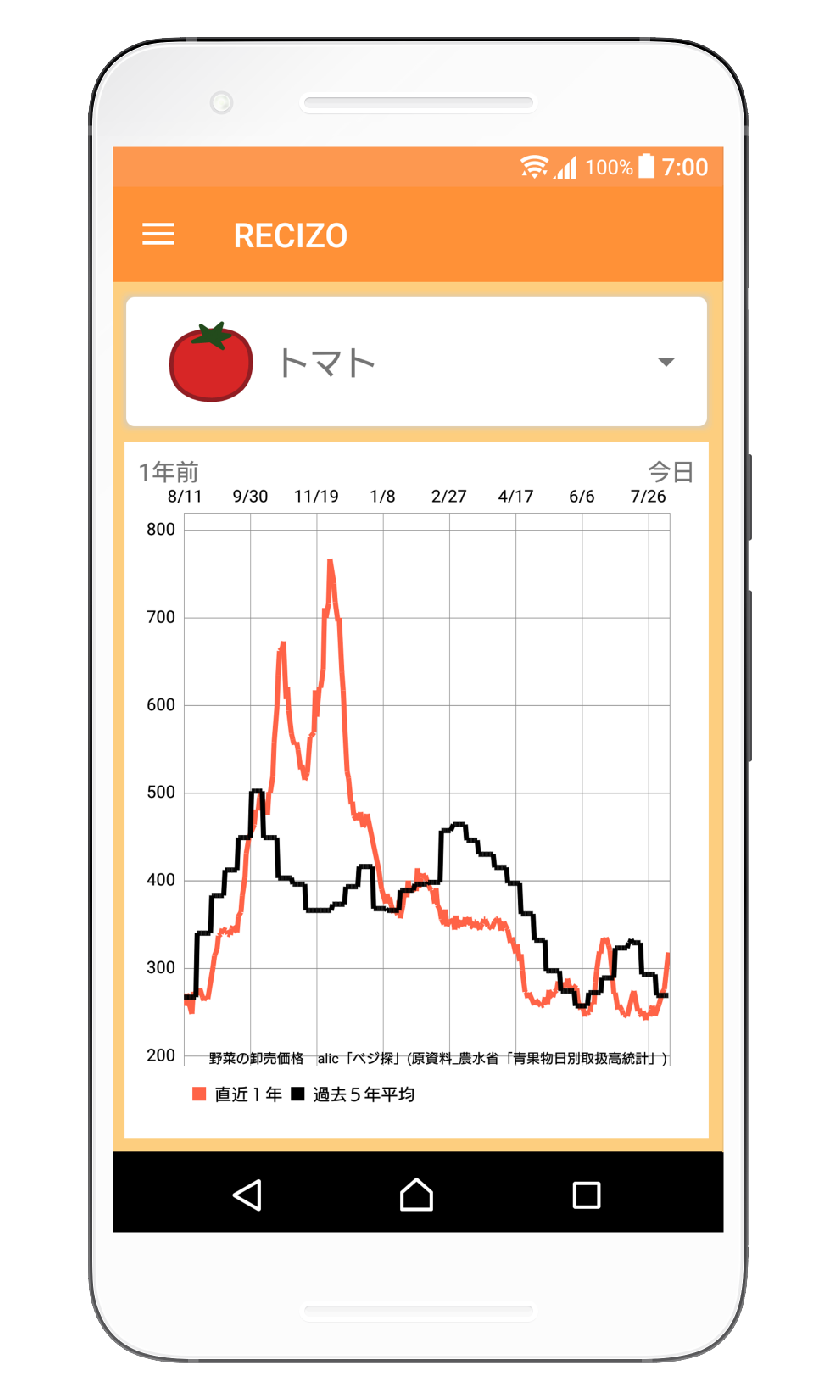 100% 7:00
RECIZO
トマト
1年前 今日
8/11 9/30 11/19 1/8 2/27 4/17 6/6 7/26
800
700
600
500
400
300
200
野菜の卸売価格 alic「ベジ探」(原資料_農水省「青果物日別取扱高統計」)
直近１年 過去５年平均